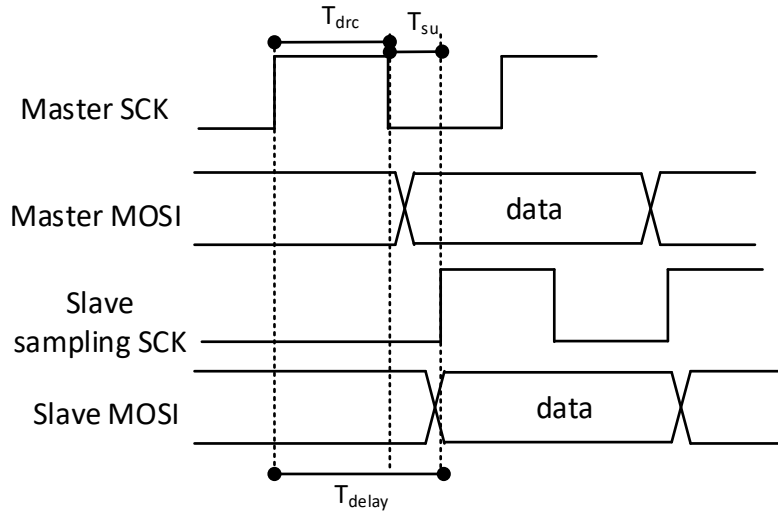 T_drc T_su
Master SCK
Master MOSI data
Slave
sampling SCK
Slave MOSI data
T_delay